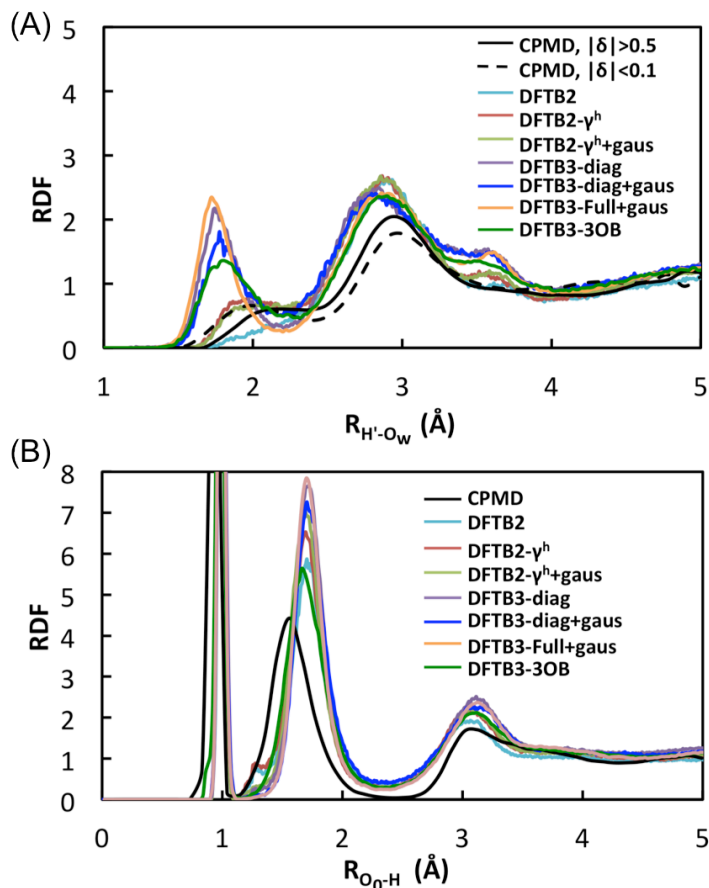 (A)
5
4
3
2
1
0
RDF
CPMD, |δ|>0.5
CPMD, |δ|<0.1
DFTB2
DFTB2-γʰ
DFTB2-γʰ+gaus
DFTB3-diag
DFTB3-diag+gaus
DFTB3-Full+gaus
DFTB3-3OB
1 2 3 4 5
R_H'-O_W (Å)
(B)
8
7
6
5
4
3
2
1
0
RDF
CPMD
DFTB2
DFTB2-γʰ
DFTB2-γʰ+gaus
DFTB3-diag
DFTB3-diag+gaus
DFTB3-Full+gaus
DFTB3-3OB
0 1 2 3 4 5
R_O₀-H (Å)